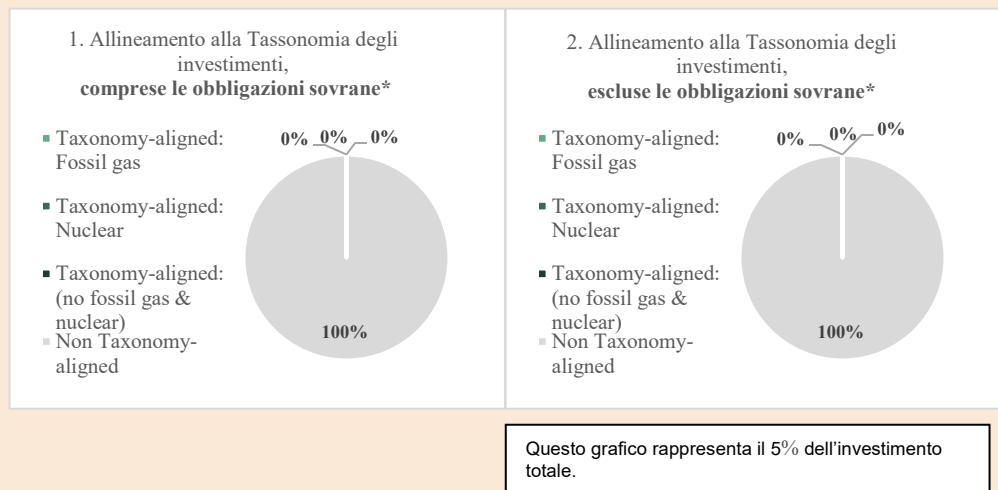 1. Allineamento alla Tassonomia degli
investimenti,
comprese le obbligazioni sovrane*
Taxonomy-aligned:
Fossil gas
Taxonomy-aligned:
Nuclear
Taxonomy-aligned:
(no fossil gas &
nuclear)
Non Taxonomy-
aligned
0% 0% 0%
100%
2. Allineamento alla Tassonomia degli
investimenti,
escluse le obbligazioni sovrane*
Taxonomy-aligned:
Fossil gas
Taxonomy-aligned:
Nuclear
Taxonomy-aligned:
(no fossil gas &
nuclear)
Non Taxonomy-
aligned
0% 0% 0%
100%
Questo grafico rappresenta il 5% dell’investimento
totale.